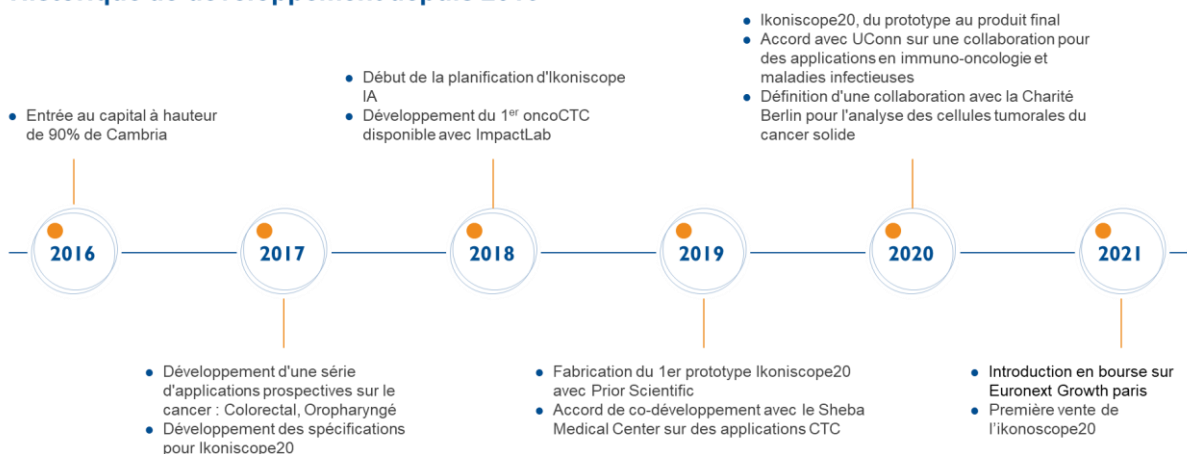 Historique de développement depuis
• Entrée au capital à hauteur
de 90% de Cambria
• Début de la planification d'Ikoniscope
IA
• Développement du 1er oncoCTC
disponible avec ImpactLab
• Ikoniscope20, du prototype au produit final
• Accord avec UConn sur une collaboration pour
des applications en immuno-oncologie et
maladies infectieuses
• Définition d'une collaboration avec la Charité
Berlin pour l'analyse des cellules tumorales du
cancer solide
2016
2017
2018
2019
2020
2021
• Développement d'une série
d'applications prospectives sur le
cancer : Colorectal, Oropharyngé
• Développement des spécifications
pour Ikoniscope20
• Fabrication du 1er prototype Ikoniscope20
avec Prior Scientific
• Accord de co-développement avec le Sheba
Medical Center sur des applications CTC
• Introduction en bourse sur
Euronext Growth paris
• Première vente de
l'ikonoscope20